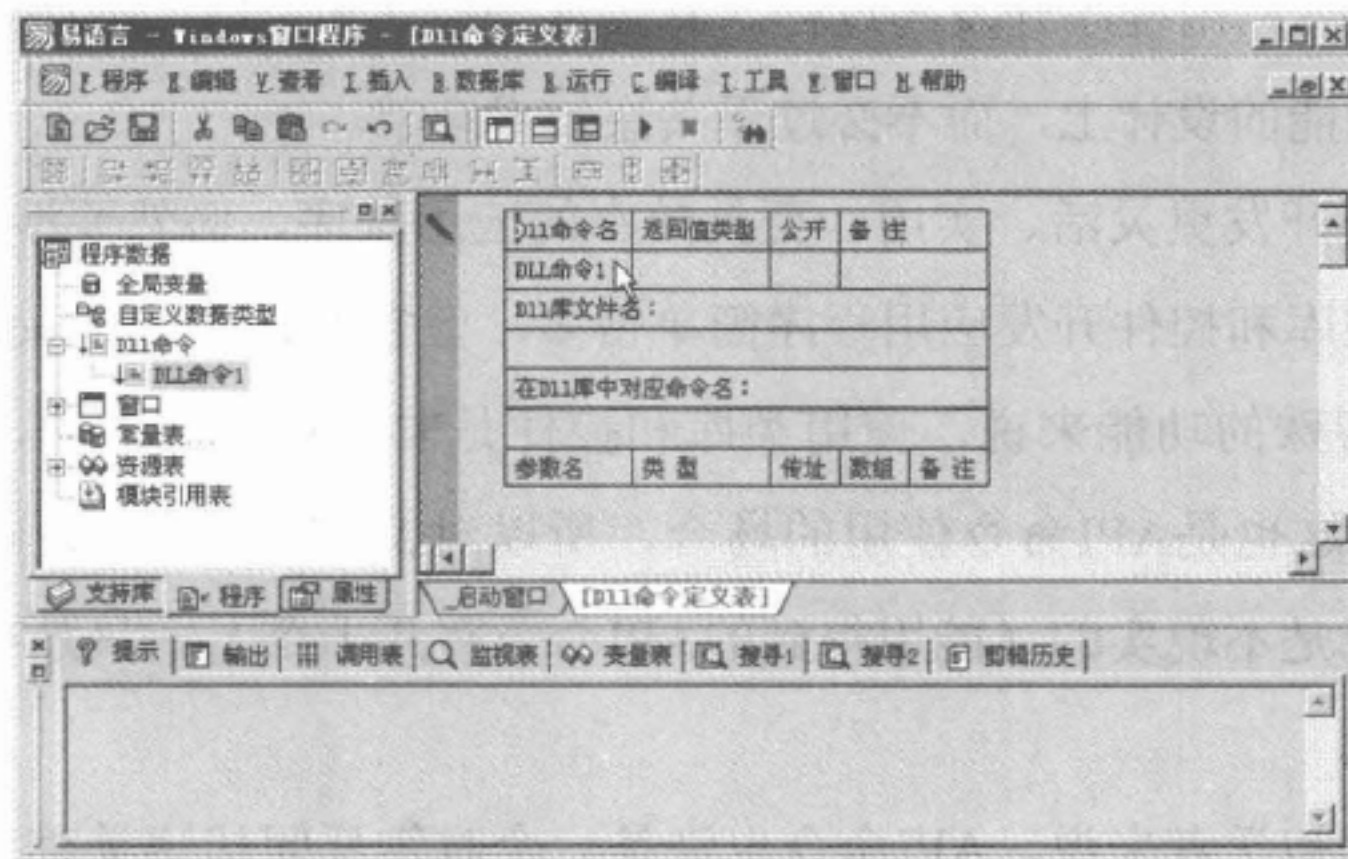 易语言 - Windows窗口程序 - [Dll命令定义表]
F.程序 E.编辑 V.查看 I.插入 B.数据库 R.运行 C.编译 T.工具 W.窗口 H.帮助
程序数据
全局变量
自定义数据类型
Dll命令
DLL命令1
窗口
常量表...
资源表
模块引用表
支持库 程序 属性
Dll命令名 返回值类型 公开 备 注
DLL命令1
Dll库文件名：
在Dll库中对应命令名：
参数名 类 型 传址 数组 备 注
_启动窗口 [Dll命令定义表]
提示 输出 调用表 监视表 变量表 搜寻1 搜寻2 剪辑历史